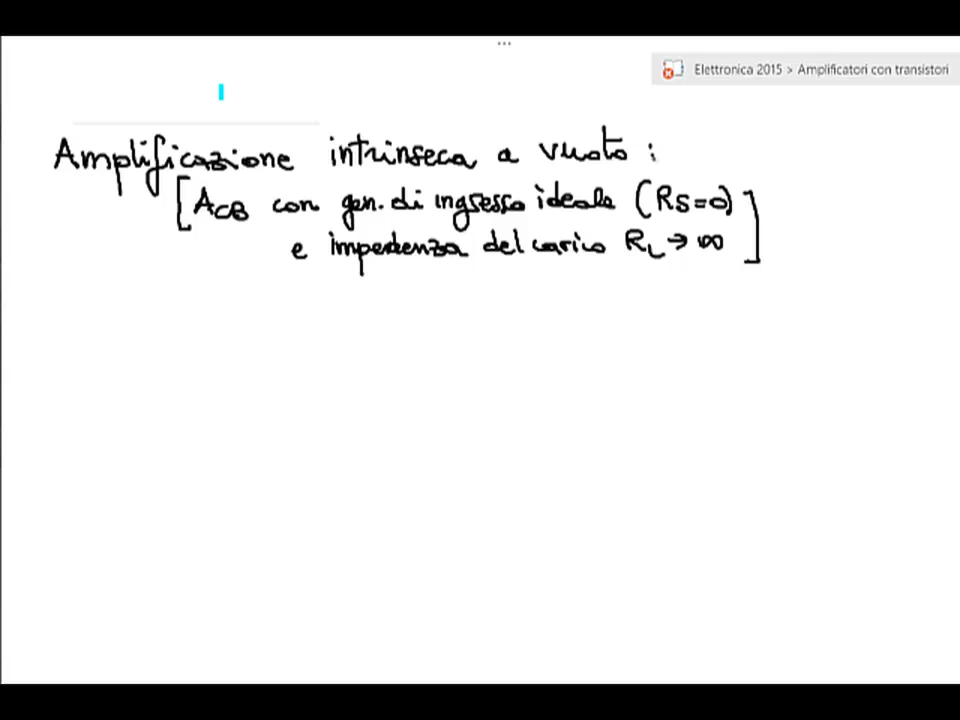 ...
Elettronica 2015 > Amplificatori con transistori
Amplificazione intrinseca a vuoto :
[ACB con gen. di ingresso ideale (RS=0)
e impedenza del carico RL→∞ ]